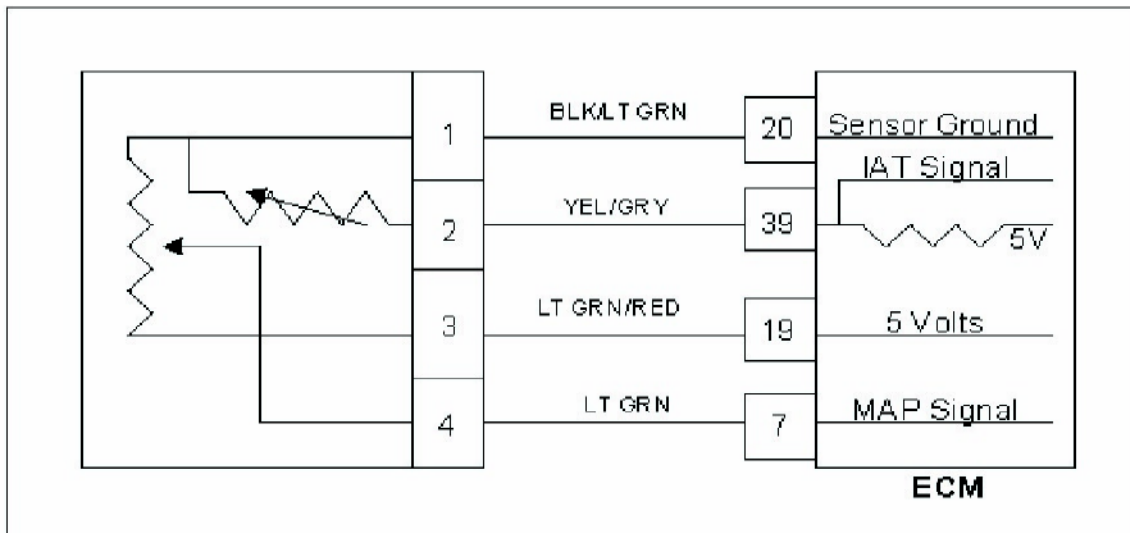 1 BLK/LT GRN 20 Sensor Ground
IAT Signal
2 YEL/GRY 39 5V
3 LT GRN/RED 19 5 Volts
4 LT GRN 7 MAP Signal
ECM